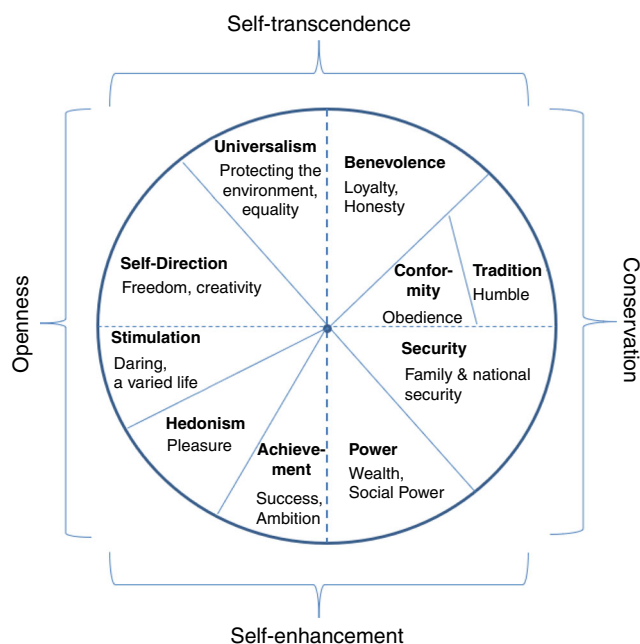 Self-transcendence
Openness
Conservation
Universalism
Protecting the
environment,
equality
Benevolence
Loyalty,
Honesty
Self-Direction
Freedom, creativity
Confor-
mity
Obedience
Tradition
Humble
Stimulation
Daring,
a varied life
Security
Family & national
security
Hedonism
Pleasure
Achieve-
ment
Success,
Ambition
Power
Wealth,
Social Power
Self-enhancement